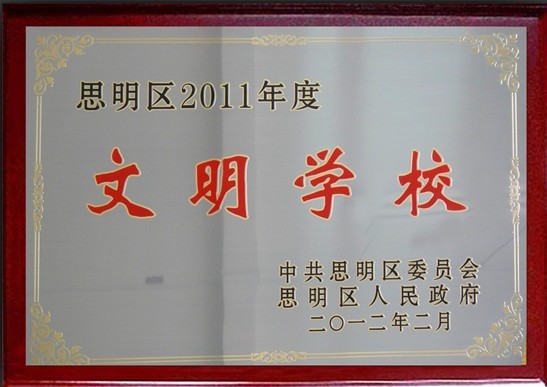 思明区2011年度
文明学校
中共思明区委员会
思明区人民政府
二〇一二年二月